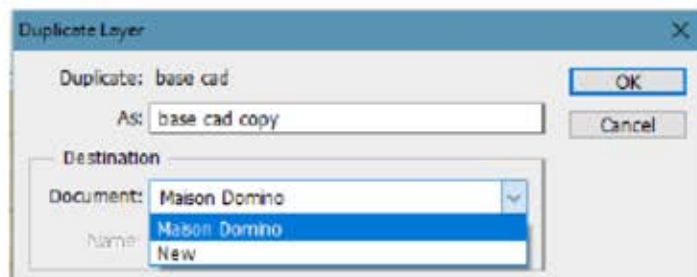 Duplicate Layer
Duplicate: base cad
OK
As: base cad copy
Cancel
Destination
Document: Maison Domino
Maison Domino
Name:
New